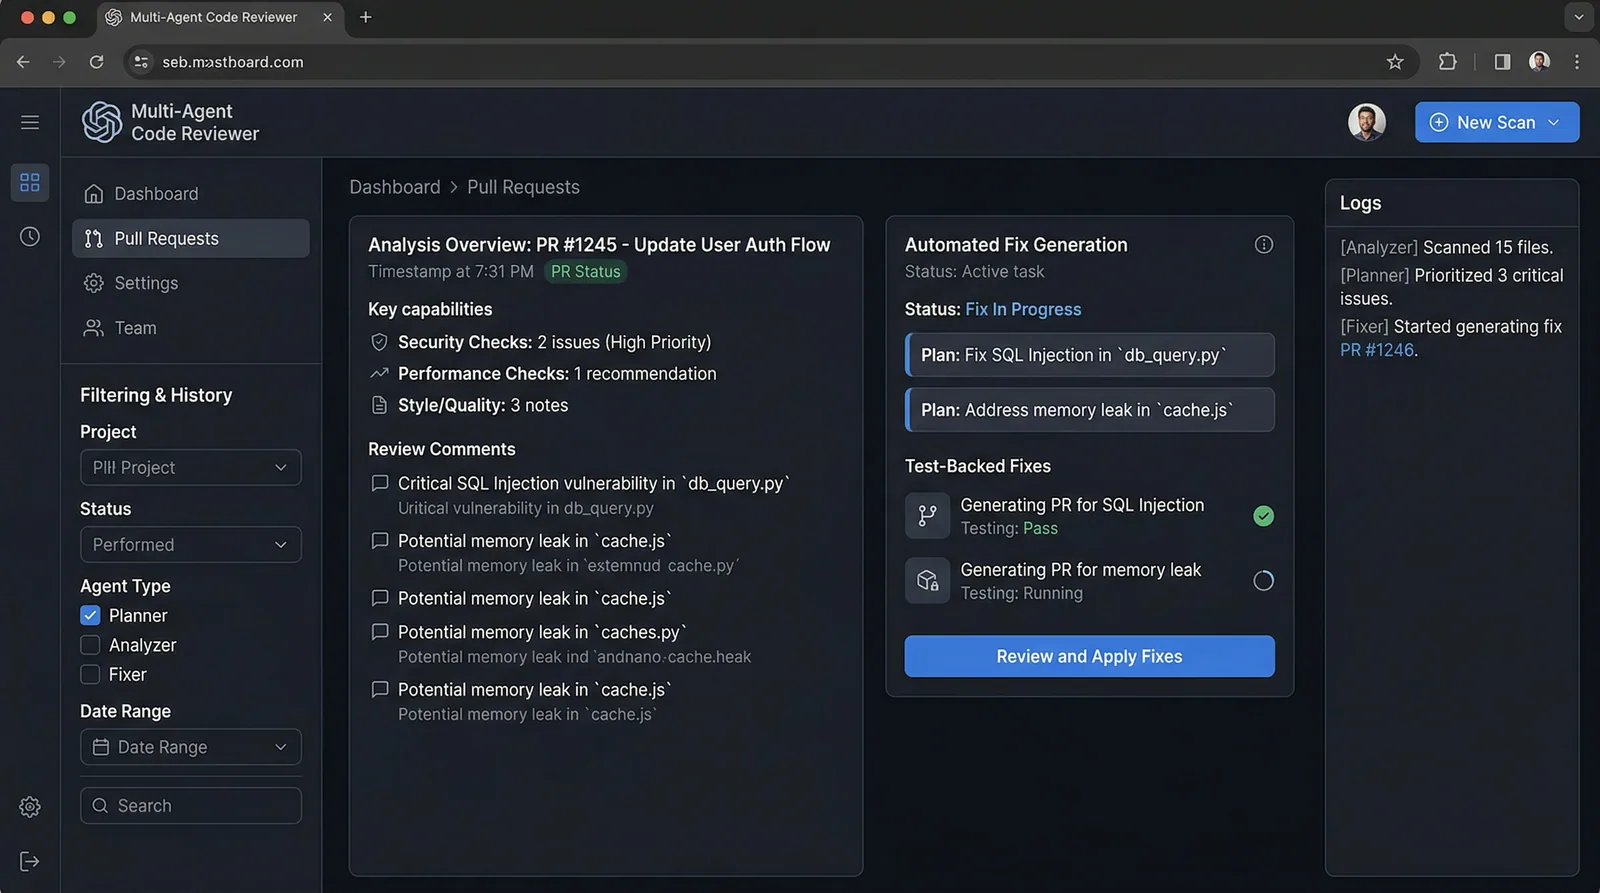 Multi-Agent Code Reviewer
seb.mastboard.com
Multi-Agent
Code Reviewer
New Scan
Dashboard
Pull Requests
Settings
Team
Filtering & History
Project
Project
Status
Performed
Agent Type
Planner
Analyzer
Fixer
Date Range
Date Range
Search
Dashboard > Pull Requests
Analysis Overview: PR #1245 - Update User Auth Flow
Timestamp at 7:31 PM PR Status
Key capabilities
Security Checks: 2 issues (High Priority)
Performance Checks: 1 recommendation
Style/Quality: 3 notes
Review Comments
Critical SQL Injection vulnerability in `db_query.py`
Uritical vulnerability in db_query.py
Potential memory leak in `cache.js`
Potential memory leak in `extemnud cache.py´
Potential memory leak in `cache.js`
Potential memory leak in `caches.py`
Potential memory leak ind `andnano.-cache.heak
Potential memory leak in `cache.js`
Potential memory leak in `cache.js`
Automated Fix Generation
Status: Active task
Status: Fix In Progress
Plan: Fix SQL Injection in `db_query.py`
Plan: Address memory leak in `cache.js`
Test-Backed Fixes
Generating PR for SQL Injection
Testing: Pass
Generating PR for memory leak
Testing: Running
Review and Apply Fixes
Logs
[Analyzer] Scanned 15 files.
[Planner] Prioritized 3 critical
issues.
[Fixer] Started generating fix
PR #1246.